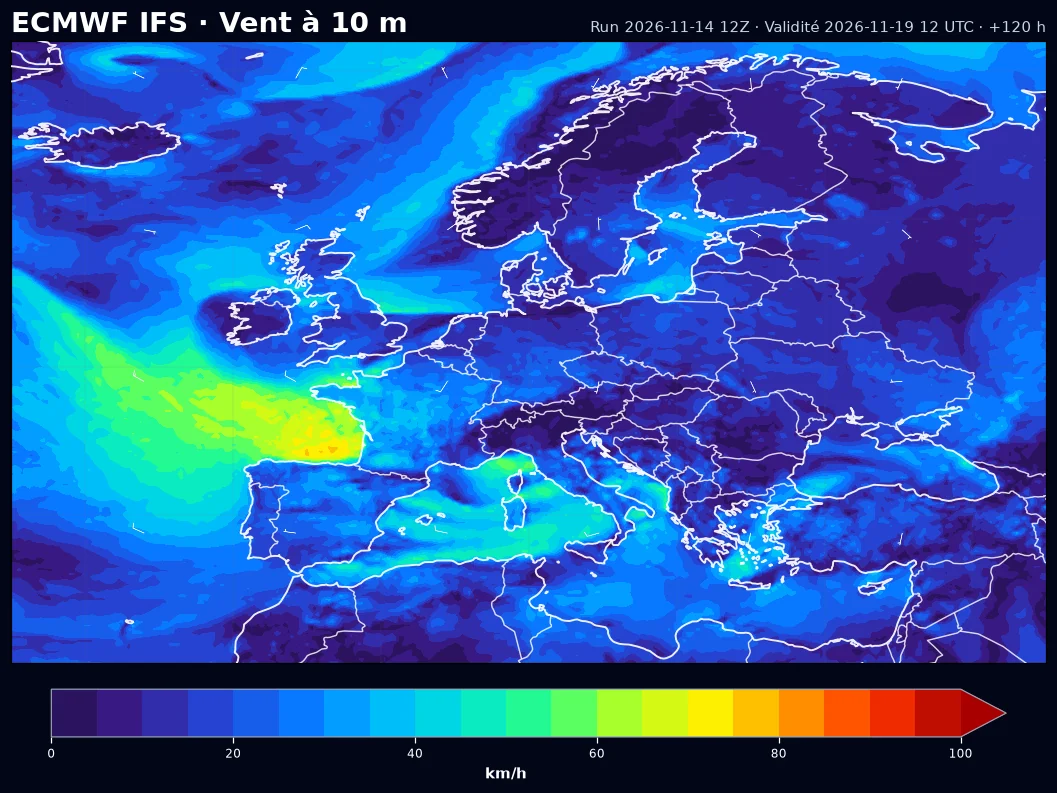 ECMWF IFS · Vent à 10 m
Run 2026-11-14 12Z · Validité 2026-11-19 12 UTC · +120 h
0 20 40 60 80 100
km/h